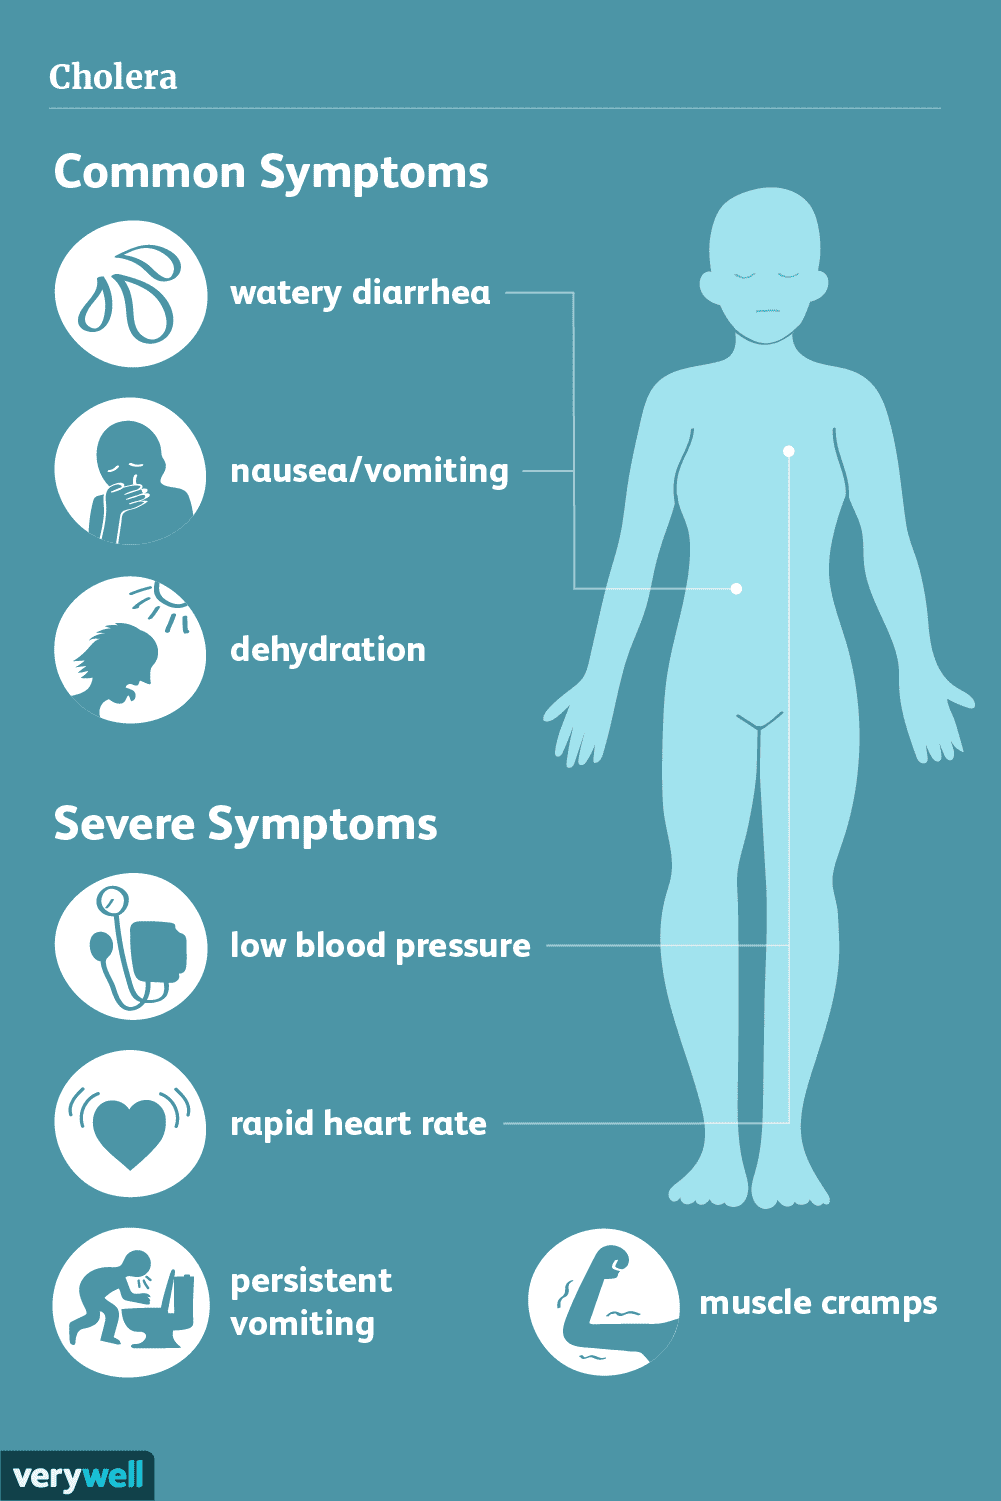 Cholera
Common Symptoms
watery diarrhea
nausea/vomiting
dehydration
Severe Symptoms
low blood pressure
rapid heart rate
persistent
vomiting
muscle cramps
verywell